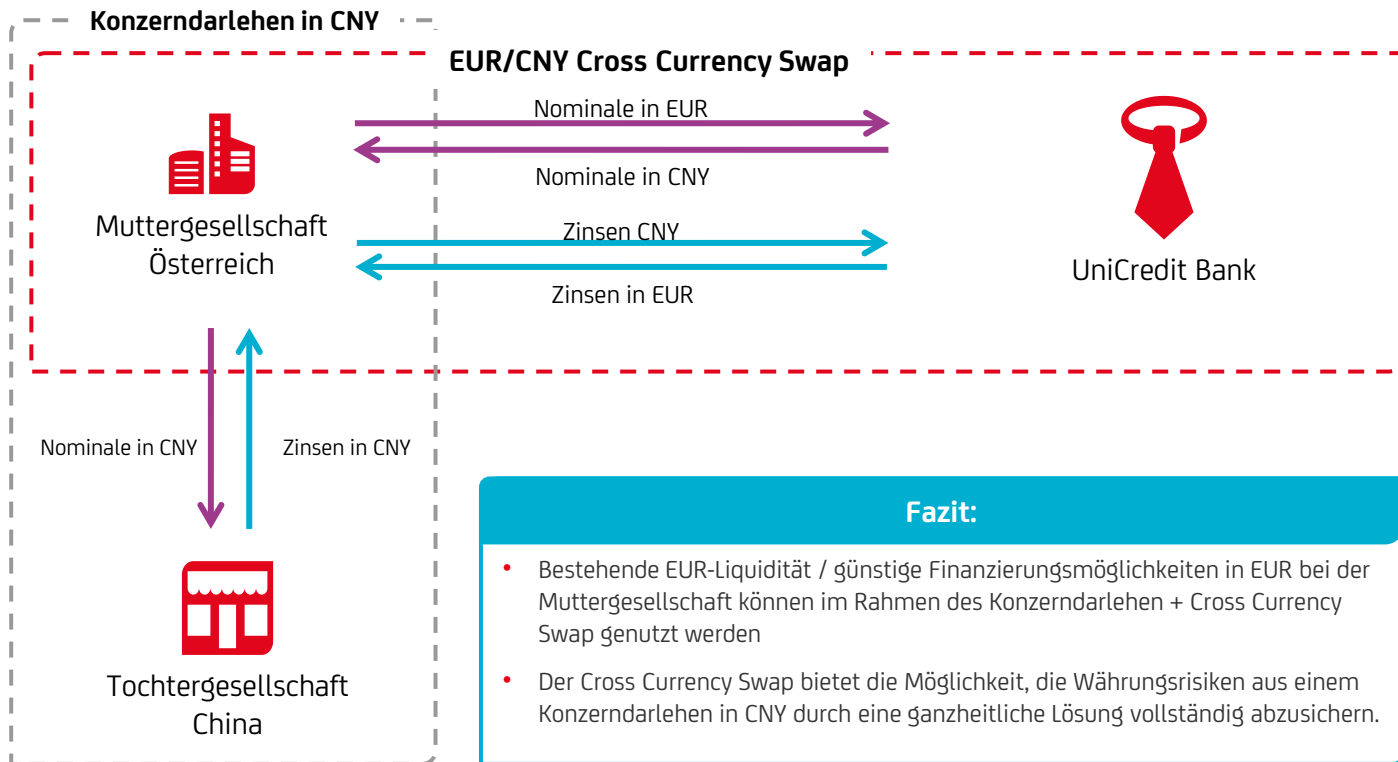 Konzerndarlehen in CNY
EUR/CNY Cross Currency Swap
Nominale in EUR
Nominale in CNY
Muttergesellschaft
Österreich
Zinsen CNY
Zinsen in EUR
UniCredit Bank
Nominale in CNY
Zinsen in CNY
Tochtergesellschaft
China
Fazit:
• Bestehende EUR-Liquidität / günstige Finanzierungsmöglichkeiten in EUR bei der
Muttergesellschaft können im Rahmen des Konzerndarlehen + Cross Currency
Swap genutzt werden
• Der Cross Currency Swap bietet die Möglichkeit, die Währungsrisiken aus einem
Konzerndarlehen in CNY durch eine ganzheitliche Lösung vollständig abzusichern.